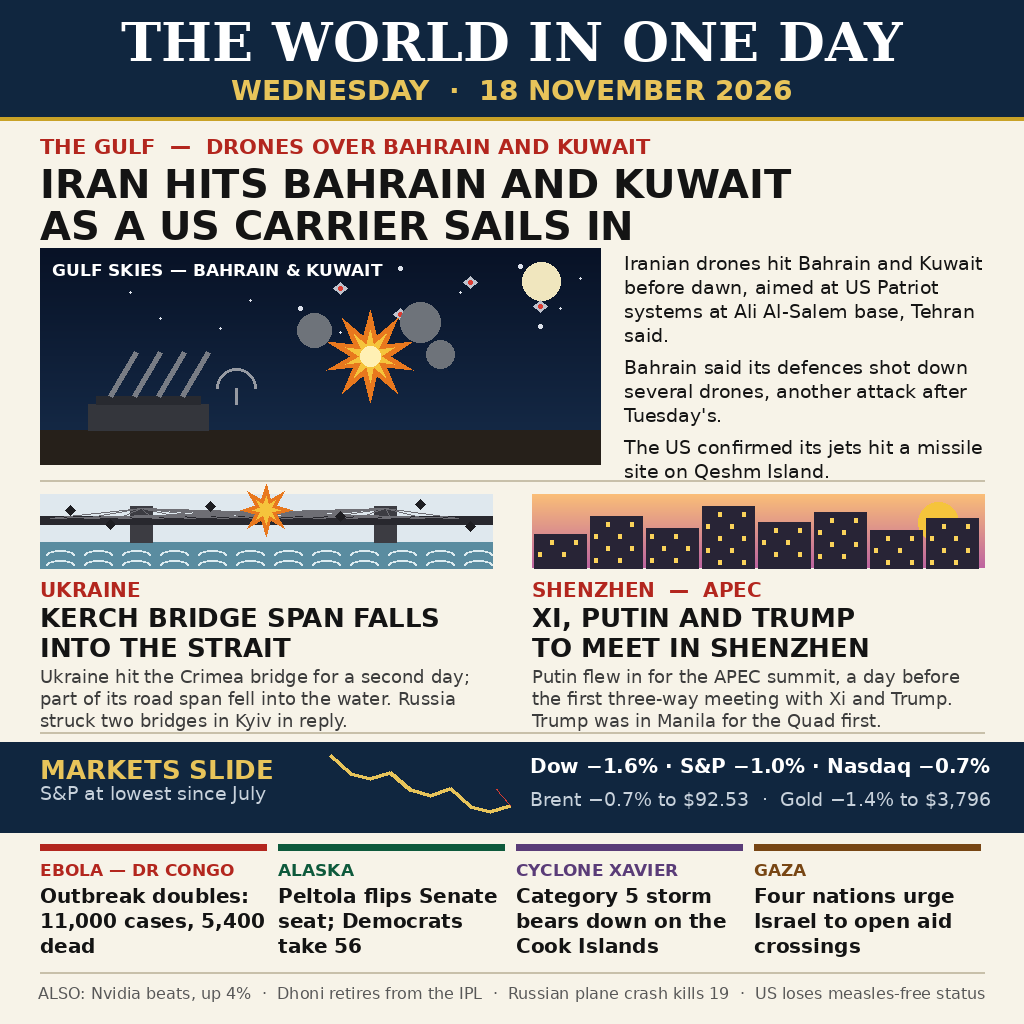 THE WORLD IN ONE DAY
WEDNESDAY · 18 NOVEMBER 2026
THE GULF — DRONES OVER BAHRAIN AND KUWAIT
IRAN HITS BAHRAIN AND KUWAIT
AS A US CARRIER SAILS IN
GULF SKIES — BAHRAIN & KUWAIT
Iranian drones hit Bahrain and Kuwait
before dawn, aimed at US Patriot
systems at Ali Al-Salem base, Tehran
said.
Bahrain said its defences shot down
several drones, another attack after
Tuesday's.
The US confirmed its jets hit a missile
site on Qeshm Island.
UKRAINE
KERCH BRIDGE SPAN FALLS
INTO THE STRAIT
Ukraine hit the Crimea bridge for a second day;
part of its road span fell into the water. Russia
struck two bridges in Kyiv in reply.
SHENZHEN — APEC
XI, PUTIN AND TRUMP
TO MEET IN SHENZHEN
Putin flew in for the APEC summit, a day before
the first three-way meeting with Xi and Trump.
Trump was in Manila for the Quad first.
MARKETS SLIDE
S&P at lowest since July
Dow −1.6% · S&P −1.0% · Nasdaq −0.7%
Brent −0.7% to $92.53 · Gold −1.4% to $3,796
EBOLA — DR CONGO
Outbreak doubles:
11,000 cases, 5,400
dead
ALASKA
Peltola flips Senate
seat; Democrats
take 56
CYCLONE XAVIER
Category 5 storm
bears down on the
Cook Islands
GAZA
Four nations urge
Israel to open aid
crossings
ALSO: Nvidia beats, up 4% · Dhoni retires from the IPL · Russian plane crash kills 19 · US loses measles-free status